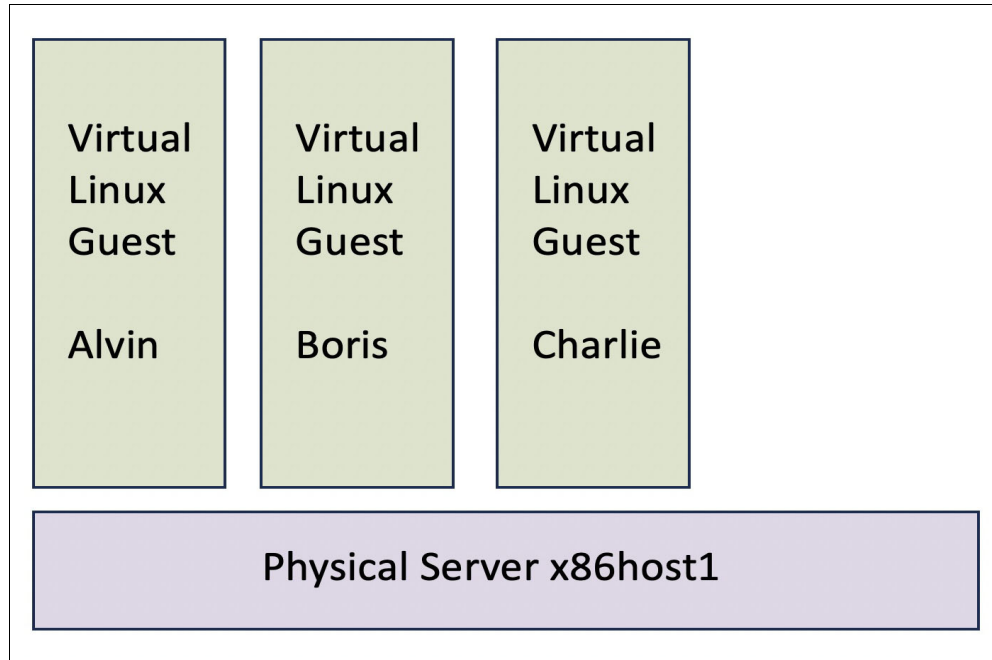 Virtual
Linux
Guest
Alvin
Virtual
Linux
Guest
Boris
Virtual
Linux
Guest
Charlie
Physical Server x86host1